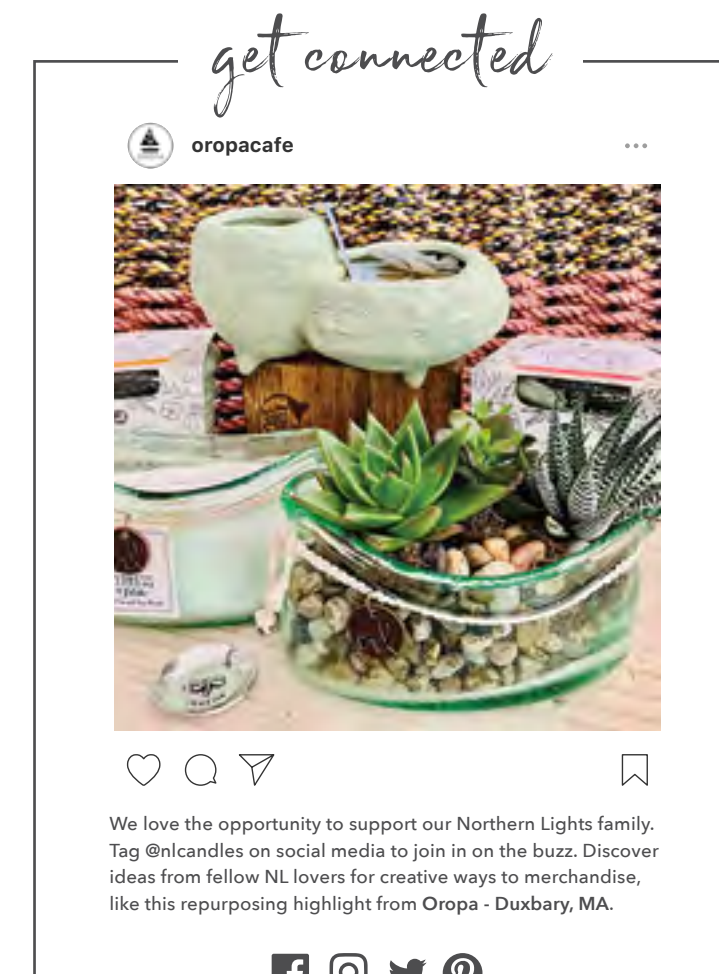 get connected
oropacafe
We love the opportunity to support our Northern Lights family.
Tag @nlcandles on social media to join in on the buzz. Discover
ideas from fellow NL lovers for creative ways to merchandise,
like this repurposing highlight from Oropa - Duxbary, MA.